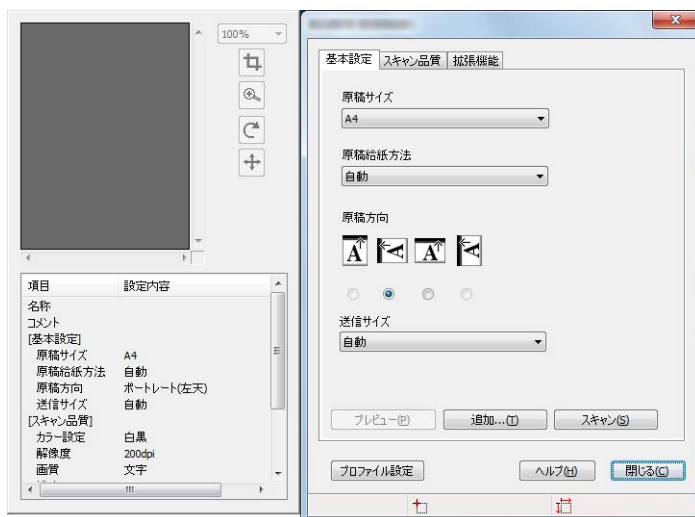 100%
項目 設定内容
名称
コメント
[基本設定]
原稿サイズ A4
原稿給紙方法 自動
原稿方向 ポートレート(左天)
送信サイズ 自動
[スキャン品質]
カラー設定 白黒
解像度 200dpi
画質 文字
基本設定 スキャン品質 拡張機能
原稿サイズ
A4
原稿給紙方法
自動
原稿方向
A A A A
送信サイズ
自動
プレビュー(P) 追加...(T) スキャン(S)
プロファイル設定 ヘルプ(H) 閉じる(C)